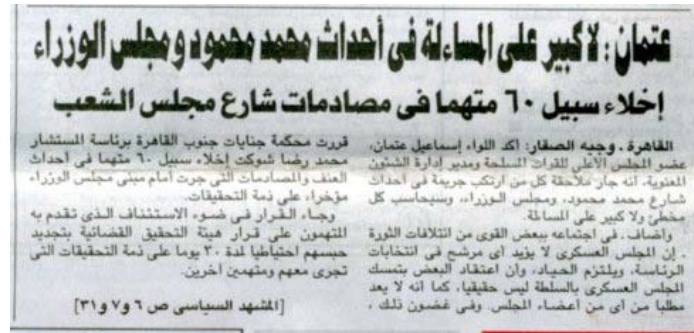 عتمان : لا كبير على المساءلة فى أحداث محمد محمود و مجلس الوزراء
إخلاء سبيل ٦٠ متهما فى مصادمات شارع مجلس الشعب
القاهرة ـ وجيه الصقار: أكد اللواء إسماعيل عتمان،
عضو المجلس الأعلى للقوات المسلحة ومدير إدارة الشئون
المعنوية، أنه جار ملاحقة كل من ارتكب جريمة فى أحداث
شارع محمد محمود، ومجلس الوزراء، وسيحاسب كل
مخطئ ولا كبير على المساءلة.
وأضاف ـ فى اجتماعه ببعض القوى من ائتلافات الثورة
ـ إن المجلس العسكرى لا يؤيد أى مرشح فى انتخابات
الرئاسة، ويلتزم الحياد، وأن اعتقاد البعض بتمسك
المجلس العسكرى بالسلطة ليس حقيقيا، كما أنه لا يعد
مطلبا من أى من أعضاء المجلس. وفى غضون ذلك ،
قررت محكمة جنايات جنوب القاهرة برئاسة المستشار
محمد رضا شوكت إخلاء سبيل ٦٠ متهما فى أحداث
العنف والمصادمات التى جرت أمام مبنى مجلس الوزراء
مؤخرا، على ذمة التحقيقات.
وجاء القرار فى ضوء الاستئناف الذى تقدم به
المتهمون على قرار هيئة التحقيق القضائية بتجديد
حبسهم احتياطيا لمدة ٣٠ يوما على ذمة التحقيقات التى
تجرى معهم ومتهمين آخرين.
[المشهد السياسى ص ٦ و٧ و٣١]